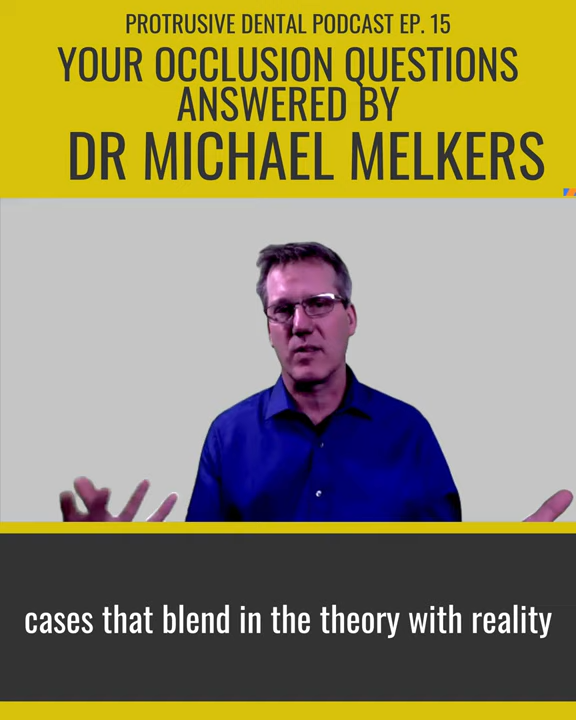 PROTRUSIVE DENTAL PODCAST EP. 15
YOUR OCCLUSION QUESTIONS
ANSWERED BY
DR MICHAEL MELKERS
cases that blend in the theory with reality